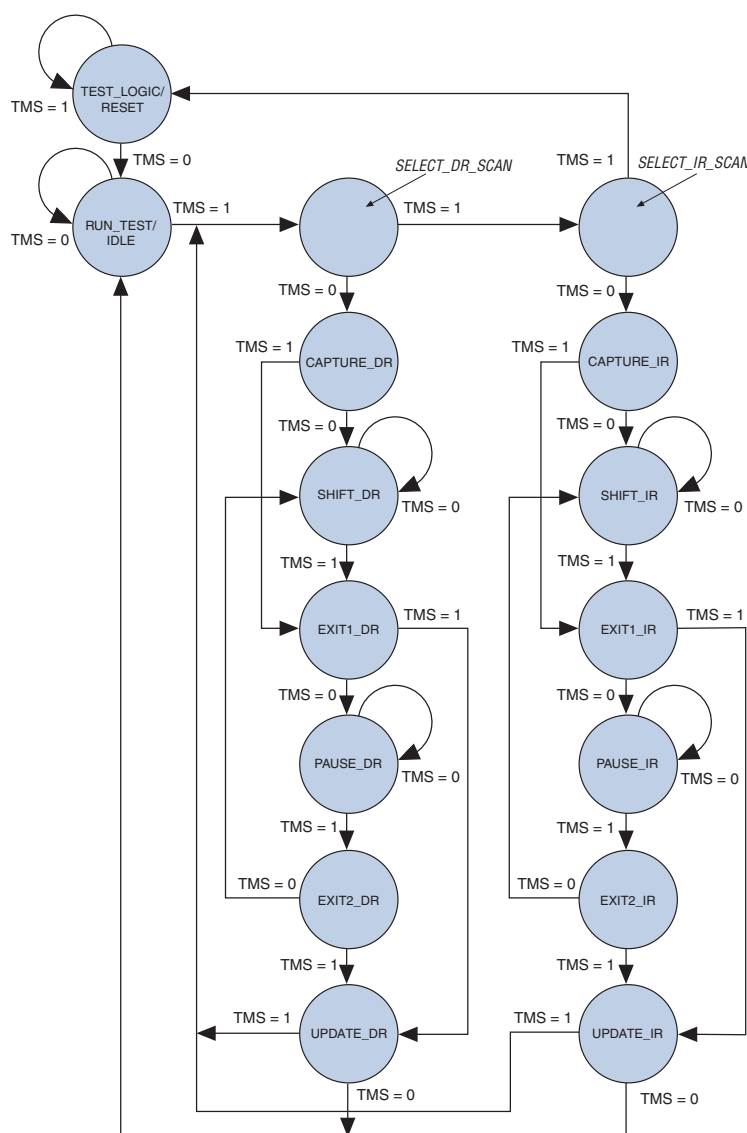 TEST_LOGIC/
RESET
TMS = 1
TMS = 0
TMS = 1
SELECT_DR_SCAN
SELECT_IR_SCAN
RUN_TEST/
IDLE
TMS = 0
TMS = 1
TMS = 1
TMS = 0
TMS = 0
TMS = 1
CAPTURE_DR
TMS = 1
CAPTURE_IR
TMS = 0
TMS = 0
SHIFT_DR
TMS = 0
SHIFT_IR
TMS = 0
TMS = 1
TMS = 1
EXIT1_DR
TMS = 1
EXIT1_IR
TMS = 1
TMS = 0
TMS = 0
PAUSE_DR
TMS = 0
PAUSE_IR
TMS = 0
TMS = 1
TMS = 1
TMS = 0
EXIT2_DR
TMS = 0
EXIT2_IR
TMS = 1
TMS = 1
TMS = 1
UPDATE_DR
TMS = 1
UPDATE_IR
TMS = 0
TMS = 0